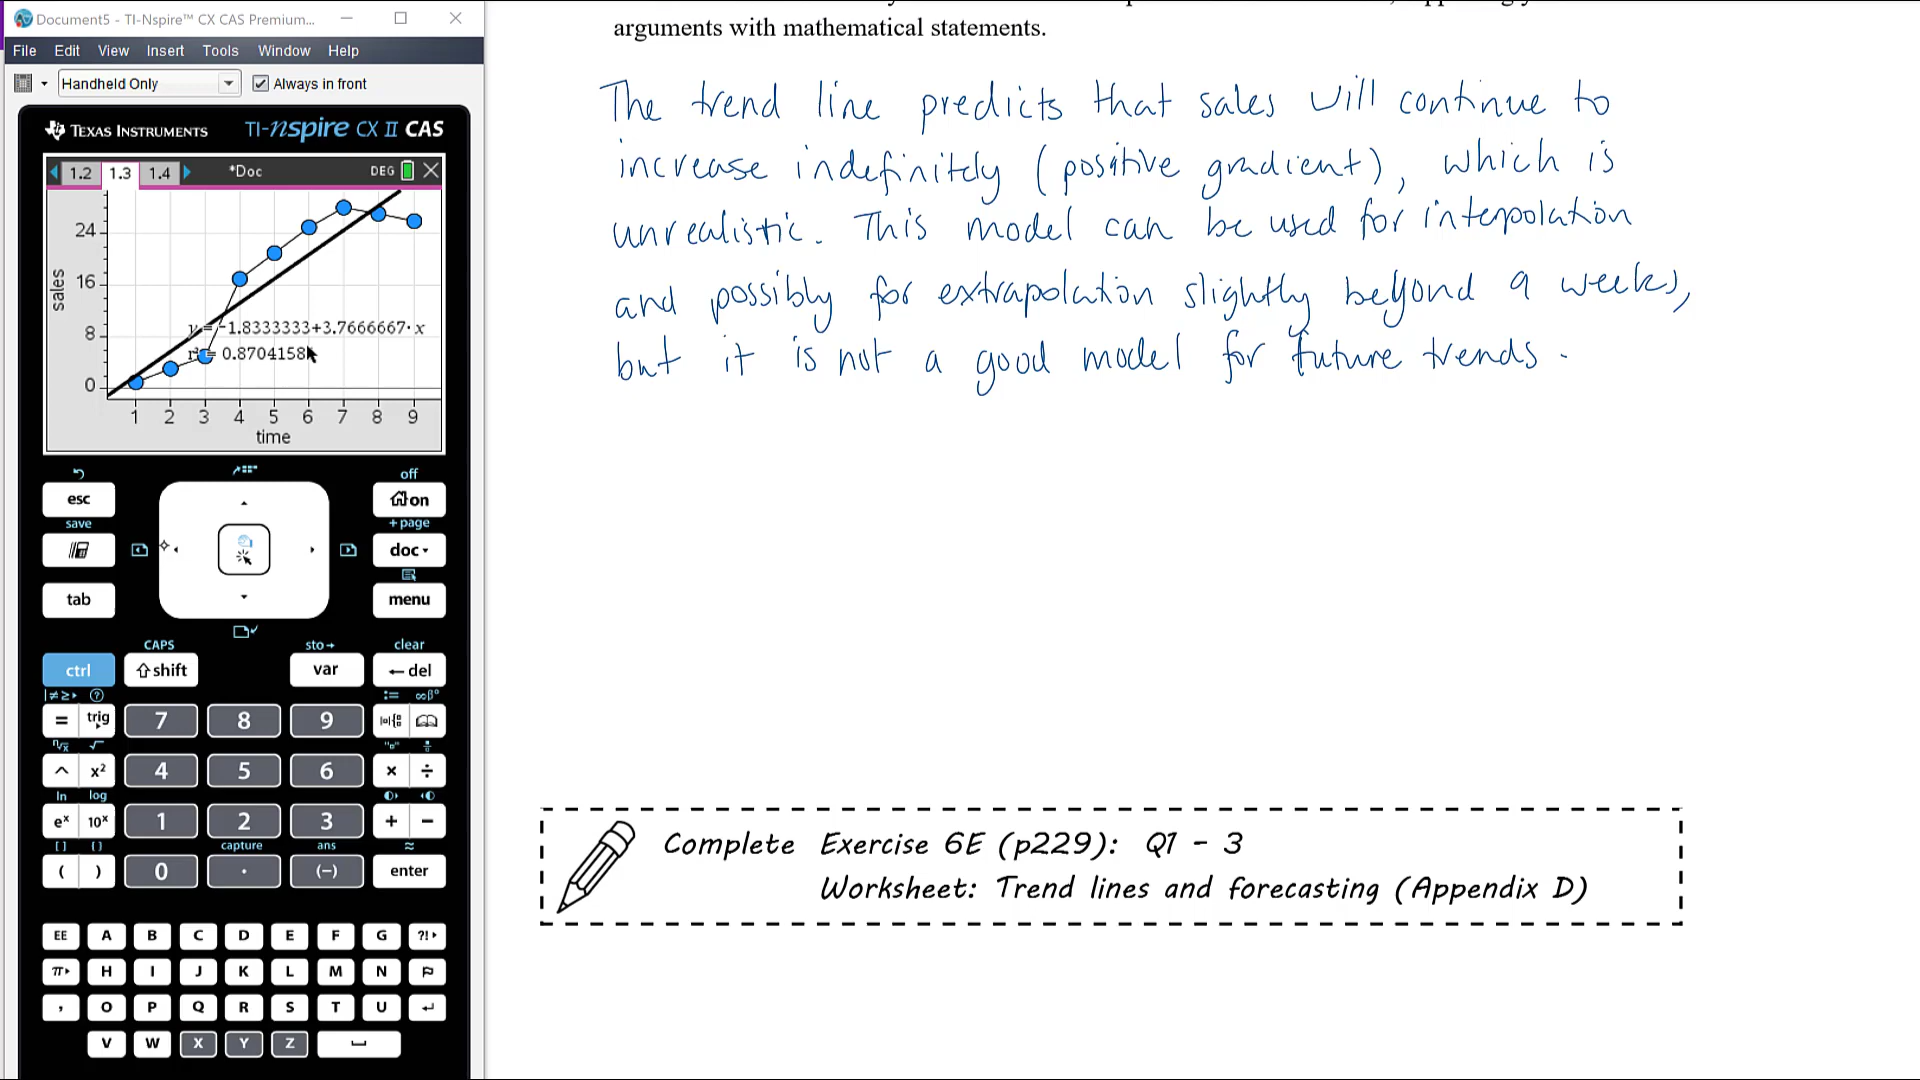 Document5 - TI-Nspire™ CX CAS Premium...
File Edit View Insert Tools Window Help
Handheld Only
Always in front
TEXAS INSTRUMENTS TI-nspire CX II CAS
1.2 1.3 1.4 *Doc DEG
24
16
8
0
sales
y = -1.8333333+3.7666667·x
r² = 0.8704158
1 2 3 4 5 6 7 8 9
time
off
esc on
save + page
doc
tab menu
CAPS sto→ clear
ctrl shift var ←del
|≠≥▸ ? := ∞β°
= trig 7 8 9 |□|{
ⁿ√x √ "□"
^ x² 4 5 6 × ÷
ln log
eˣ 10ˣ 1 2 3 + −
[ ] { } capture ans ≈
( ) 0 . (−) enter
EE A B C D E F G ?!▸
π▸ H I J K L M N
, O P Q R S T U ↵
V W X Y Z
arguments with mathematical statements.
The trend line predicts that sales will continue to
increase indefinitely (positive gradient), which is
unrealistic. This model can be used for interpolation
and possibly for extrapolation slightly beyond 9 weeks,
but it is not a good model for future trends.
Complete Exercise 6E (p229): Q1 - 3
Worksheet: Trend lines and forecasting (Appendix D)